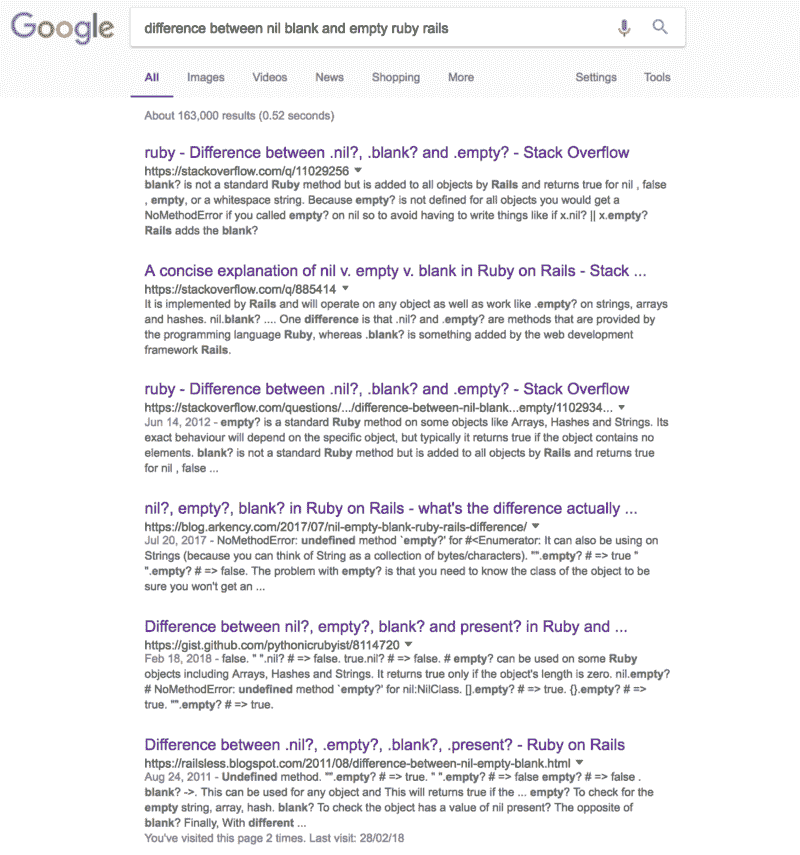 Google
difference between nil blank and empty ruby rails
All Images Videos News Shopping More Settings Tools
About 163,000 results (0.52 seconds)
ruby - Difference between .nil?, .blank? and .empty? - Stack Overflow
https://stackoverflow.com/q/11029256
blank? is not a standard Ruby method but is added to all objects by Rails and returns true for nil , false
, empty, or a whitespace string. Because empty? is not defined for all objects you would get a
NoMethodError if you called empty? on nil so to avoid having to write things like if x.nil? || x.empty?
Rails adds the blank?
A concise explanation of nil v. empty v. blank in Ruby on Rails - Stack ...
https://stackoverflow.com/q/885414
It is implemented by Rails and will operate on any object as well as work like .empty? on strings, arrays
and hashes. nil.blank? .... One difference is that .nil? and .empty? are methods that are provided by
the programming language Ruby, whereas .blank? is something added by the web development
framework Rails.
ruby - Difference between .nil?, .blank? and .empty? - Stack Overflow
https://stackoverflow.com/questions/.../difference-between-nil-blank...empty/1102934...
Jun 14, 2012 - empty? is a standard Ruby method on some objects like Arrays, Hashes and Strings. Its
exact behaviour will depend on the specific object, but typically it returns true if the object contains no
elements. blank? is not a standard Ruby method but is added to all objects by Rails and returns true
for nil , false ...
nil?, empty?, blank? in Ruby on Rails - what's the difference actually ...
https://blog.arkency.com/2017/07/nil-empty-blank-ruby-rails-difference/
Jul 20, 2017 - NoMethodError: undefined method `empty?' for #<Enumerator: It can also be using on
Strings (because you can think of String as a collection of bytes/characters). "".empty? # => true "
".empty? # => false. The problem with empty? is that you need to know the class of the object to be
sure you won't get an ...
Difference between nil?, empty?, blank? and present? in Ruby and ...
https://gist.github.com/pythonicrubyist/8114720
Feb 18, 2018 - false. " ".nil? # => false. true.nil? # => false. # empty? can be used on some Ruby
objects including Arrays, Hashes and Strings. It returns true only if the object's length is zero. nil.empty?
# NoMethodError: undefined method `empty?' for nil:NilClass. [].empty? # => true. {}.empty? # =>
true. "".empty? # => true.
Difference between .nil?, .empty?, .blank?, .present? - Ruby on Rails
https://railsless.blogspot.com/2011/08/difference-between-nil-empty-blank.html
Aug 24, 2011 - Undefined method. "".empty? # => true. " ".empty? # => false empty? # => false .
blank? ->. This can be used for any object and This will returns true if the ... empty? To check for the
empty string, array, hash. blank? To check the object has a value of nil present? The opposite of
blank? Finally, With different ...
You've visited this page 2 times. Last visit: 28/02/18